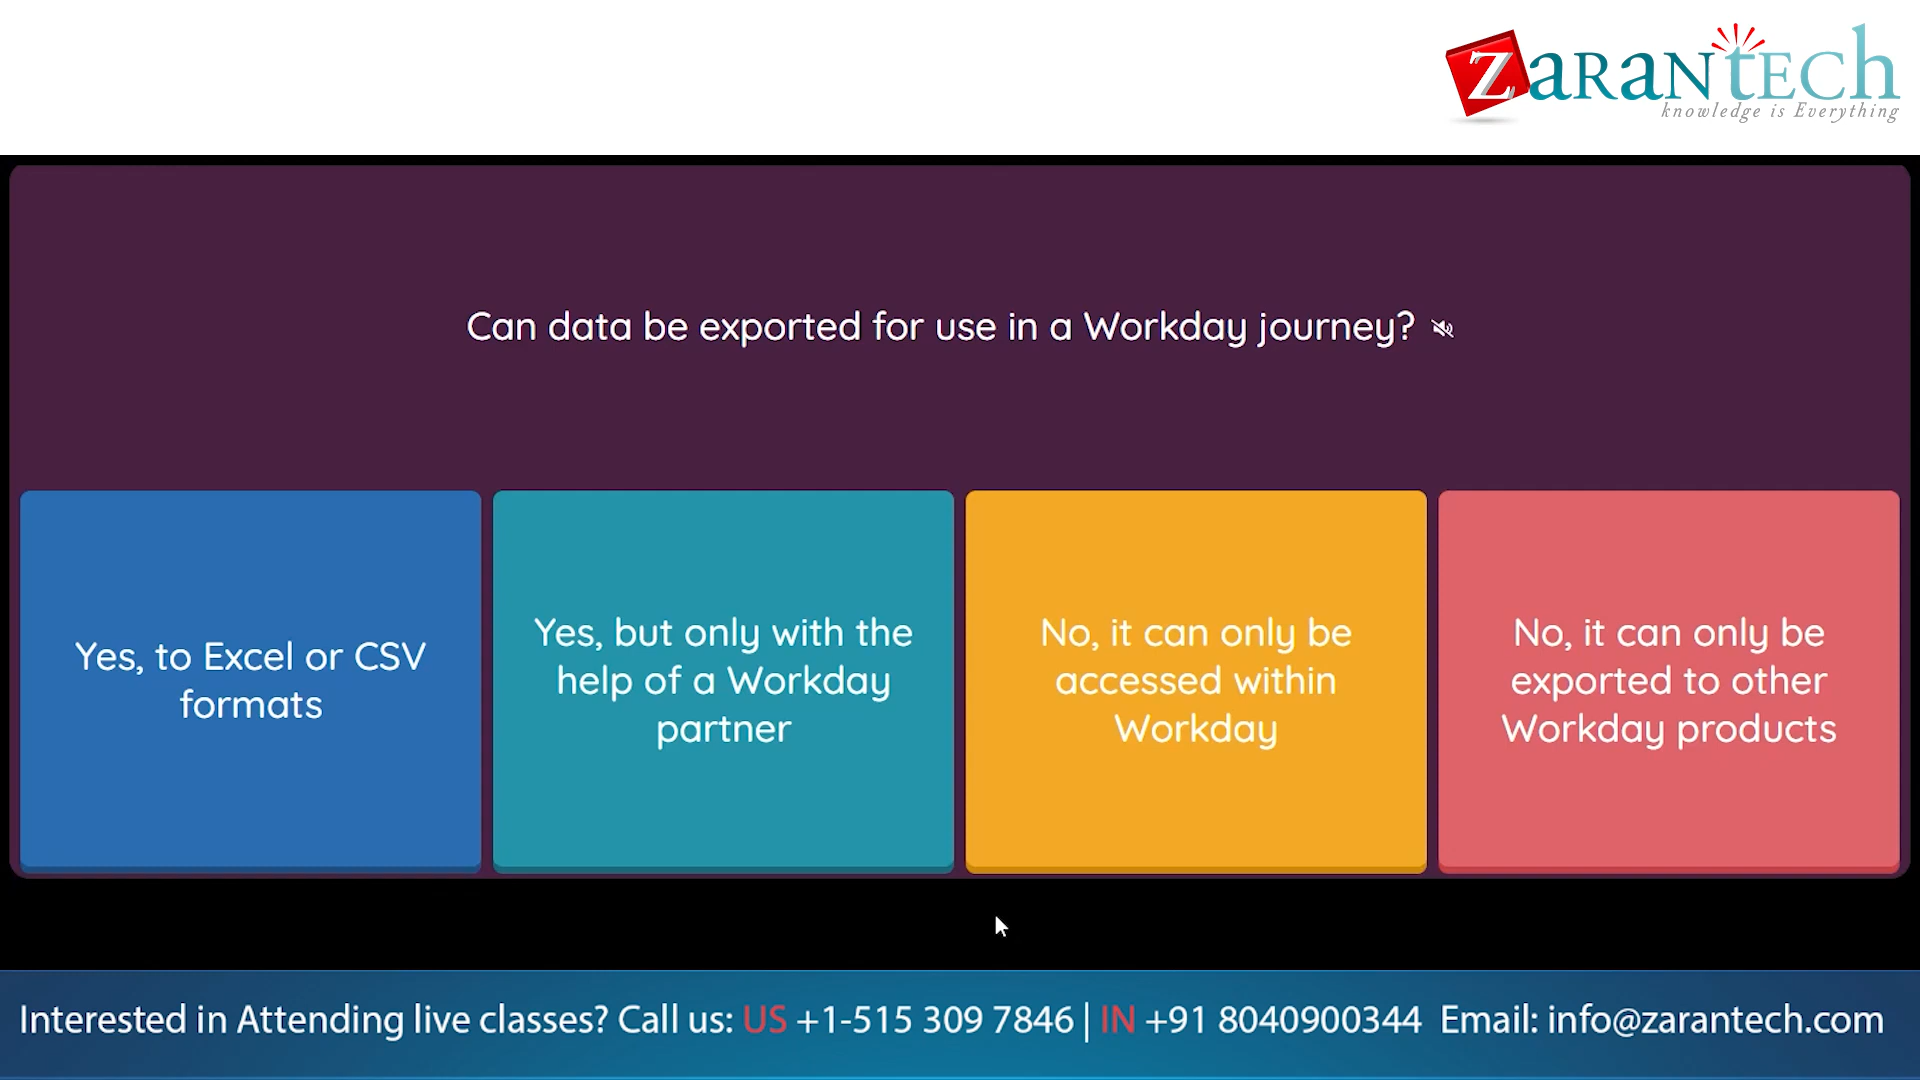 ZaranTech
knowledge is Everything
Can data be exported for use in a Workday journey?
Yes, to Excel or CSV
formats
Yes, but only with the
help of a Workday
partner
No, it can only be
accessed within
Workday
No, it can only be
exported to other
Workday products
Interested in Attending live classes? Call us: US +1-515 309 7846 | IN +91 8040900344 Email: info@zarantech.com